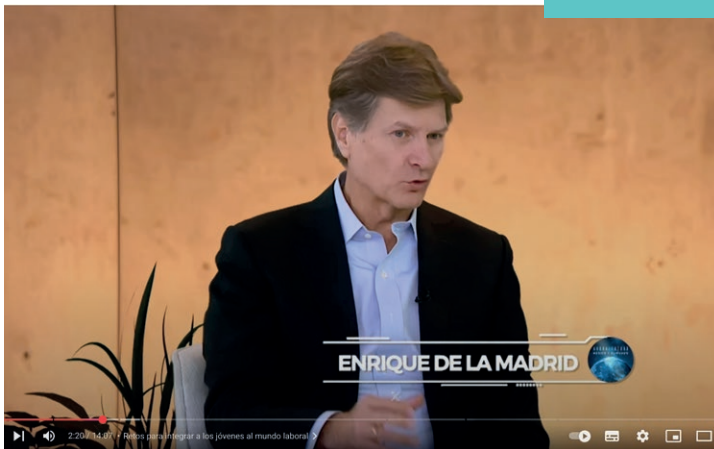 ENRIQUE DE LA MADRID
2:20 / 14:07 • Retos para integrar a los jóvenes al mundo laboral >